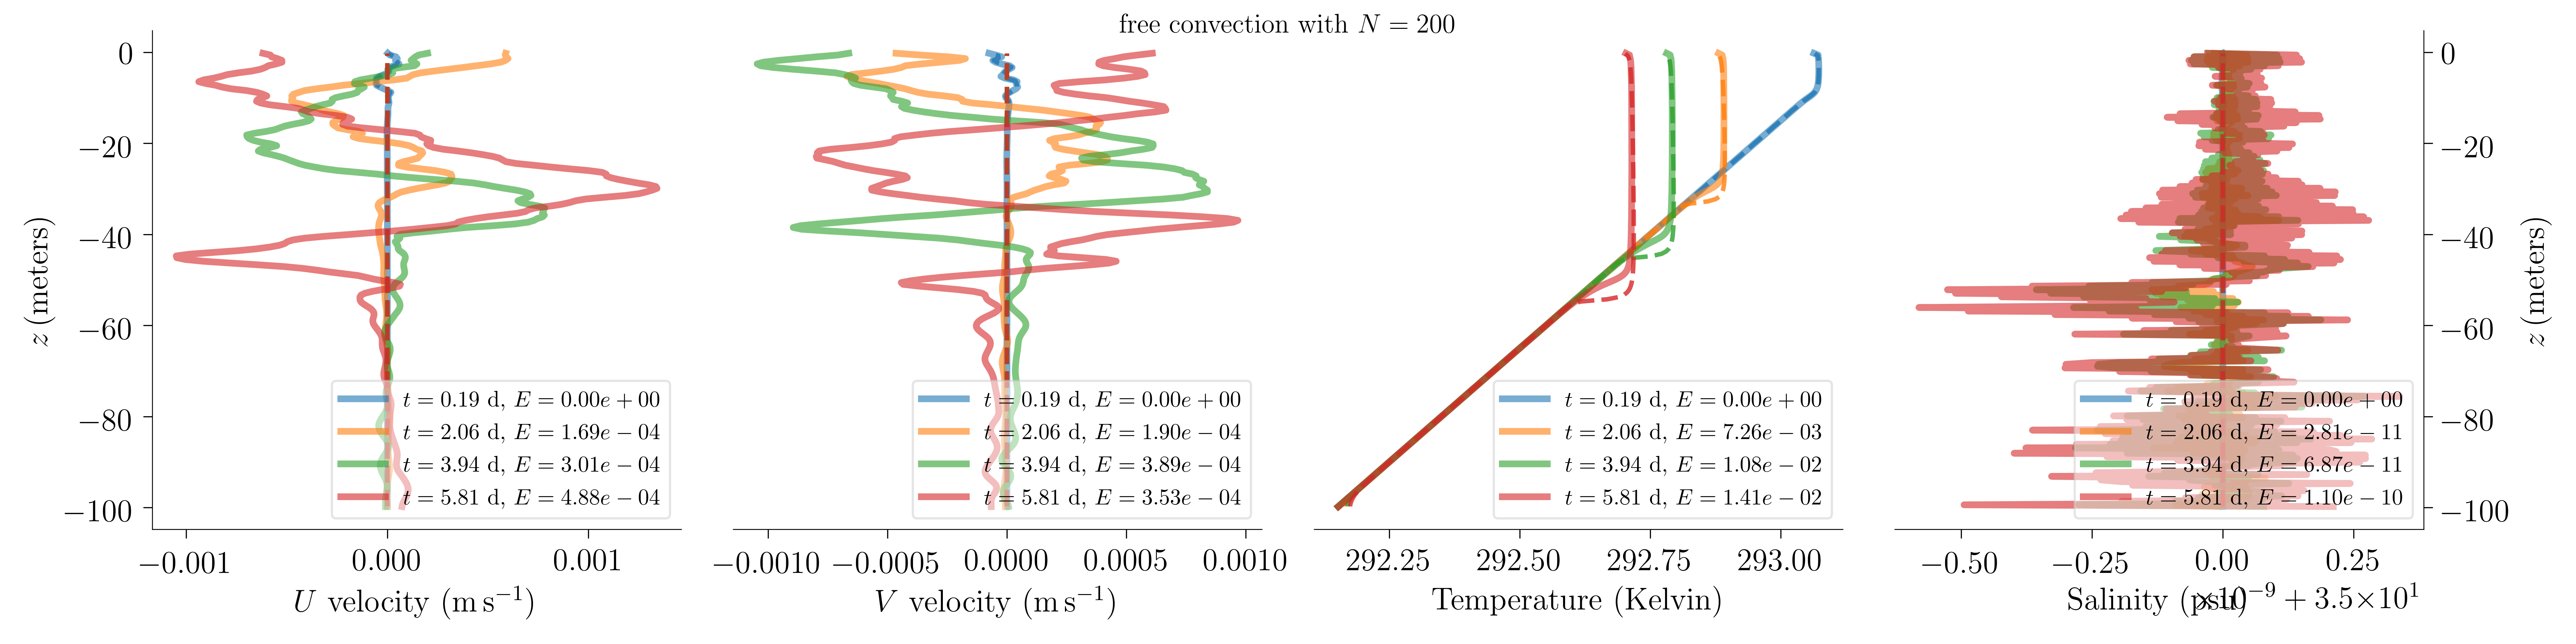 free convection with N = 200
0
−20
−40
−60
−80
−100
z (meters)
−0.001
0.000
0.001
U velocity (m s⁻¹)
t = 0.19 d, E = 0.00e + 00
t = 2.06 d, E = 1.69e − 04
t = 3.94 d, E = 3.01e − 04
t = 5.81 d, E = 4.88e − 04
−0.0010
−0.0005
0.0000
0.0005
0.0010
V velocity (m s⁻¹)
t = 0.19 d, E = 0.00e + 00
t = 2.06 d, E = 1.90e − 04
t = 3.94 d, E = 3.89e − 04
t = 5.81 d, E = 3.53e − 04
292.25
292.50
292.75
293.00
Temperature (Kelvin)
t = 0.19 d, E = 0.00e + 00
t = 2.06 d, E = 7.26e − 03
t = 3.94 d, E = 1.08e − 02
t = 5.81 d, E = 1.41e − 02
−0.50
−0.25
0.00
0.25
Salinity (psu)
×10⁻⁹ + 3.5×10¹
t = 0.19 d, E = 0.00e + 00
t = 2.06 d, E = 2.81e − 11
t = 3.94 d, E = 6.87e − 11
t = 5.81 d, E = 1.10e − 10
0
−20
−40
−60
−80
−100
z (meters)